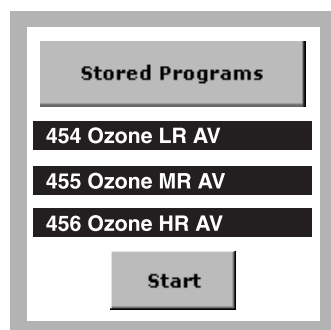 Stored Programs
454 Ozone LR AV
455 Ozone MR AV
456 Ozone HR AV
Start